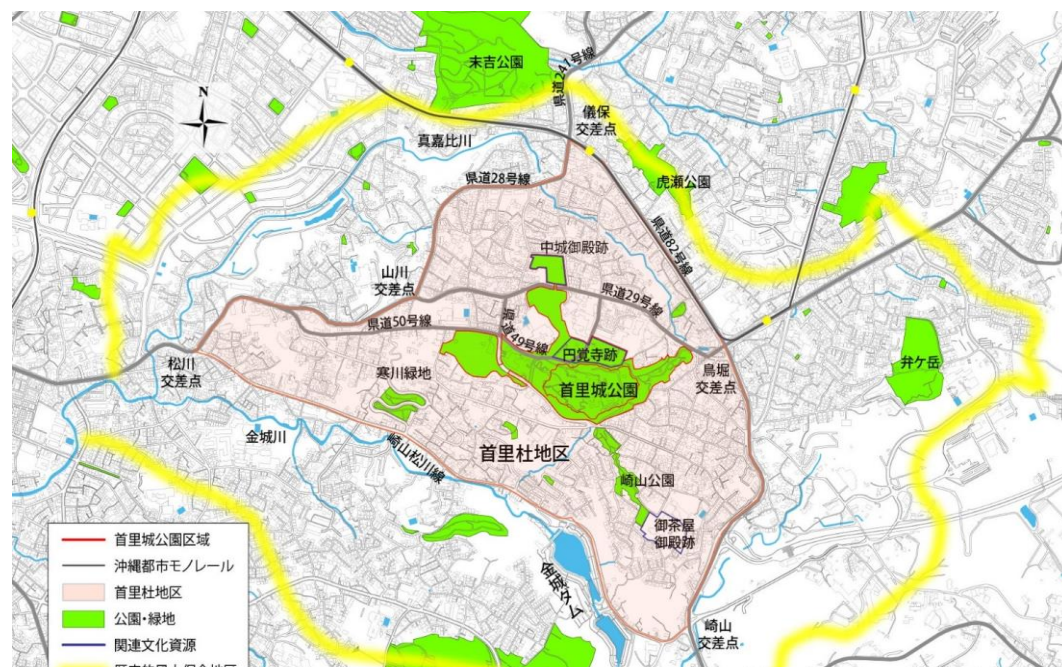 末吉公園
県道241号線
儀保
交差点
真嘉比川
県道28号線
虎瀬公園
県道82号線
中城御殿跡
山川
交差点
県道29号線
県道50号線
県道49号線
円覚寺跡
松川
交差点
寒川緑地
首里城公園
鳥堀
交差点
弁ケ岳
金城川
崎山松川線
首里杜地区
崎山公園
御茶屋
御殿跡
金城ダム
崎山
交差点
N
首里城公園区域
沖縄都市モノレール
首里杜地区
公園・緑地
関連文化資源